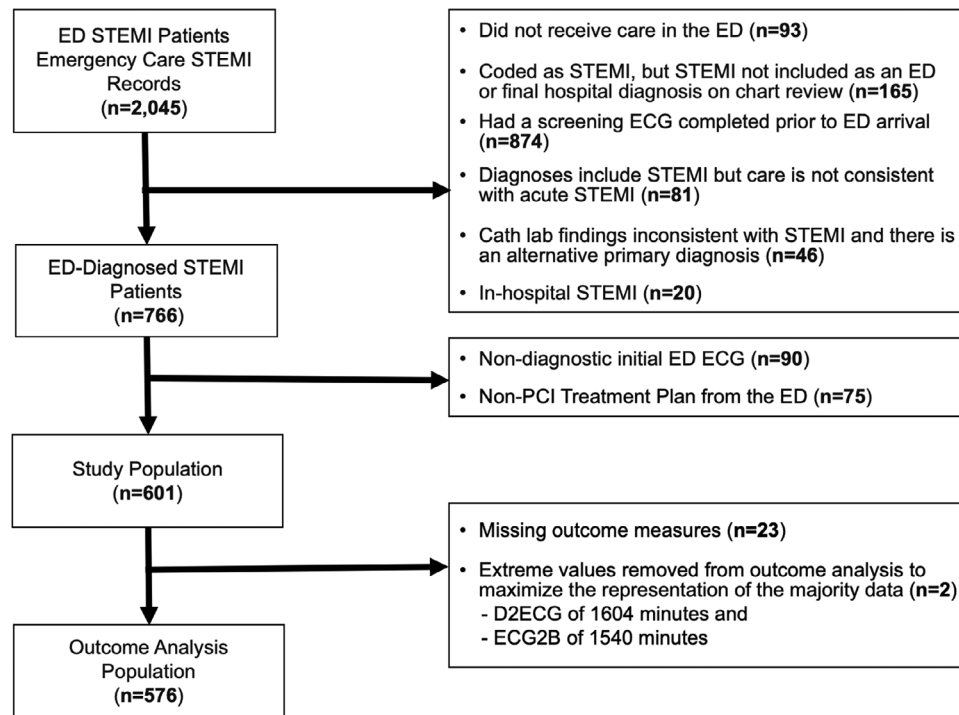 ED STEMI Patients
Emergency Care STEMI
Records
(n=2,045)
• Did not receive care in the ED (n=93)
• Coded as STEMI, but STEMI not included as an ED
or final hospital diagnosis on chart review (n=165)
• Had a screening ECG completed prior to ED arrival
(n=874)
• Diagnoses include STEMI but care is not consistent
with acute STEMI (n=81)
• Cath lab findings inconsistent with STEMI and there is
an alternative primary diagnosis (n=46)
• In-hospital STEMI (n=20)
ED-Diagnosed STEMI
Patients
(n=766)
• Non-diagnostic initial ED ECG (n=90)
• Non-PCI Treatment Plan from the ED (n=75)
Study Population
(n=601)
• Missing outcome measures (n=23)
• Extreme values removed from outcome analysis to
maximize the representation of the majority data (n=2)
- D2ECG of 1604 minutes and
- ECG2B of 1540 minutes
Outcome Analysis
Population
(n=576)